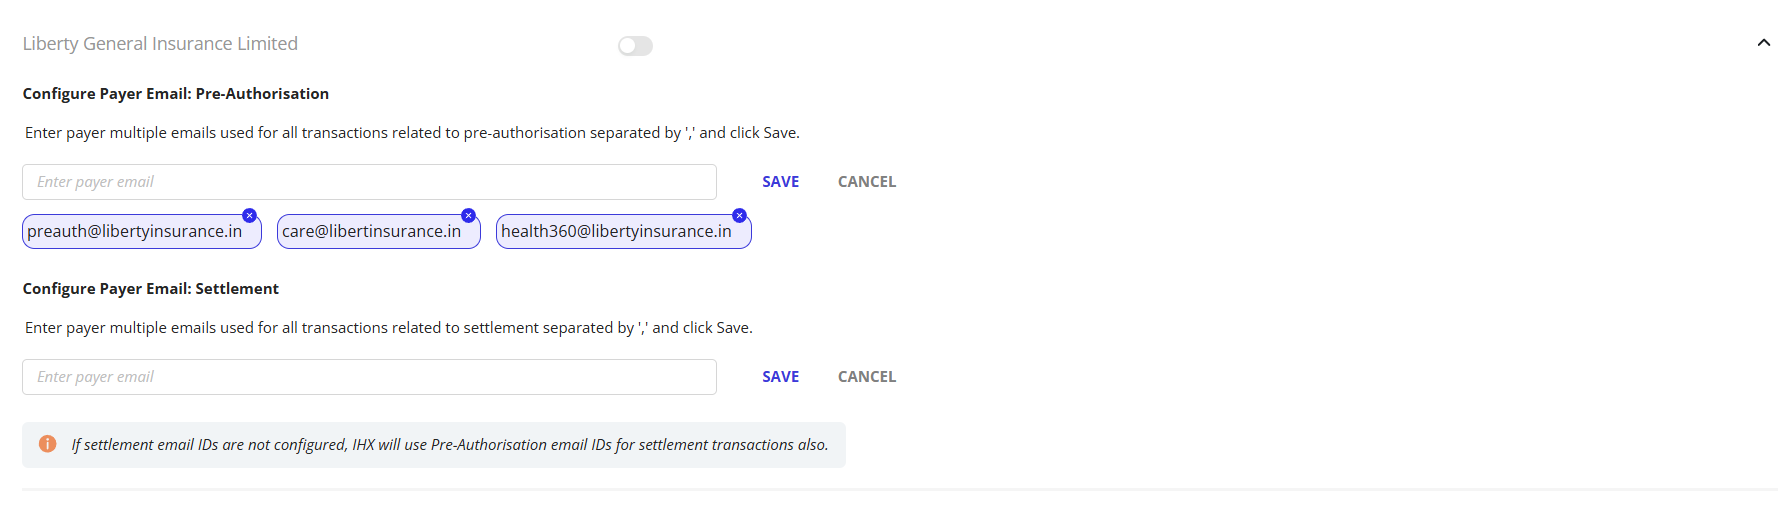 Liberty General Insurance Limited
Configure Payer Email: Pre-Authorisation
Enter payer multiple emails used for all transactions related to pre-authorisation separated by ',' and click Save.
Enter payer email SAVE CANCEL
preauth@libertyinsurance.in care@libertinsurance.in health360@libertyinsurance.in
Configure Payer Email: Settlement
Enter payer multiple emails used for all transactions related to settlement separated by ',' and click Save.
Enter payer email SAVE CANCEL
If settlement email IDs are not configured, IHX will use Pre-Authorisation email IDs for settlement transactions also.